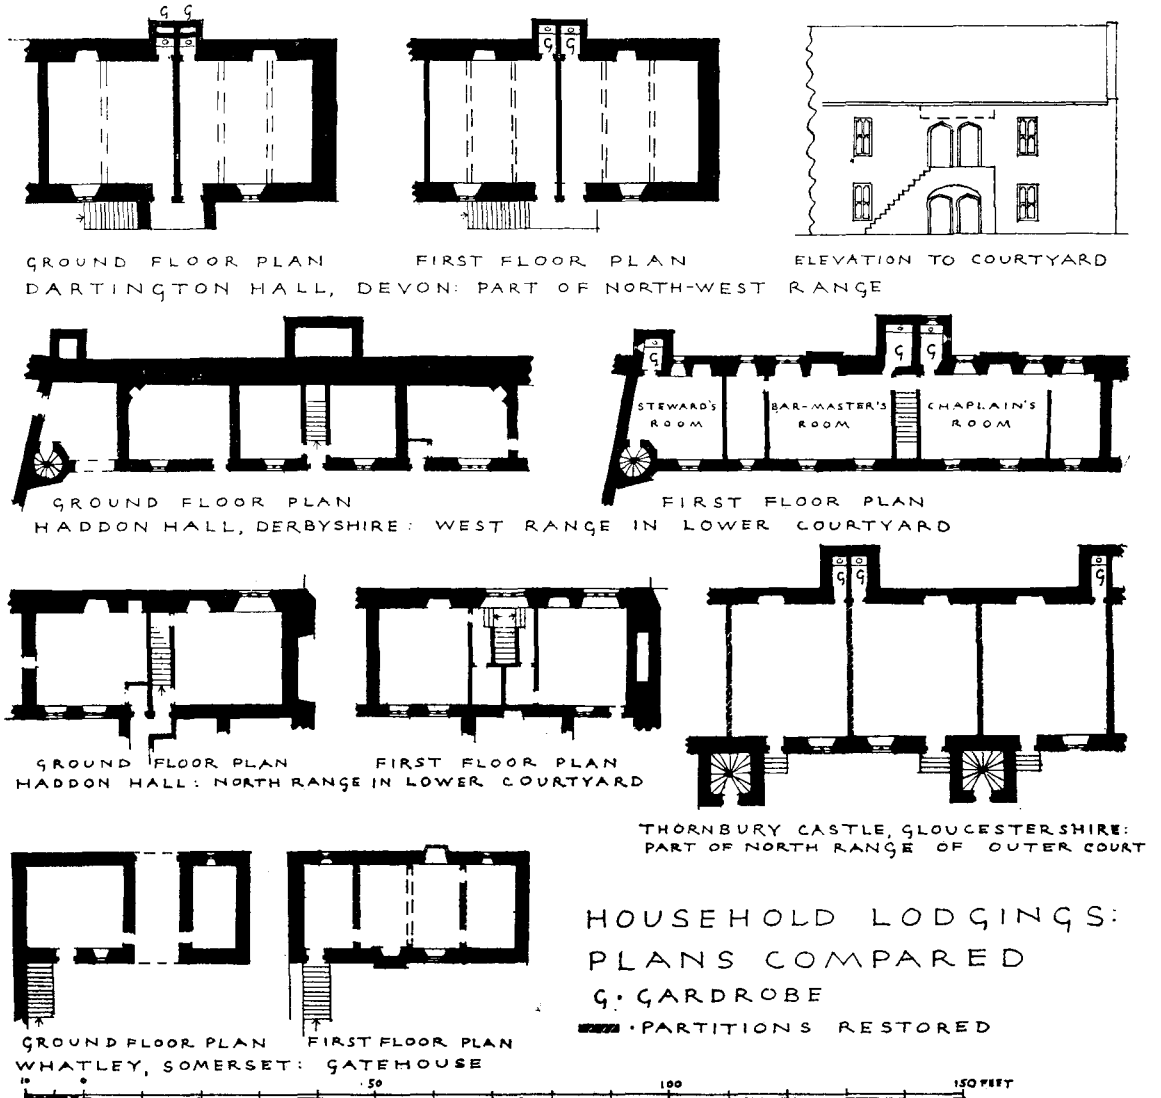 G G
G G
GROUND FLOOR PLAN
FIRST FLOOR PLAN
ELEVATION TO COURTYARD
DARTINGTON HALL, DEVON: PART OF NORTH-WEST RANGE
G
G G
STEWARD'S ROOM
BAR-MASTER'S ROOM
CHAPLAIN'S ROOM
GROUND FLOOR PLAN
FIRST FLOOR PLAN
HADDON HALL, DERBYSHIRE: WEST RANGE IN LOWER COURTYARD
G G
G
GROUND FLOOR PLAN
FIRST FLOOR PLAN
HADDON HALL: NORTH RANGE IN LOWER COURTYARD
THORNBURY CASTLE, GLOUCESTERSHIRE:
PART OF NORTH RANGE OF OUTER COURT
GROUND FLOOR PLAN
FIRST FLOOR PLAN
WHATLEY, SOMERSET: GATEHOUSE
HOUSEHOLD LODGINGS:
PLANS COMPARED
G · GARDROBE
· PARTITIONS RESTORED
10 0 50 100 150 FEET